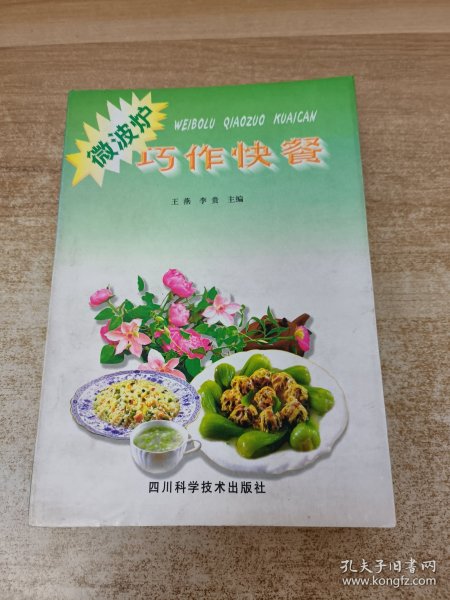 微波炉
WEIBOLU QIAOZUO KUAICAN
巧作快餐
王燕 李贵 主编
四川科学技术出版社
孔夫子旧书网
www.kongfz.com